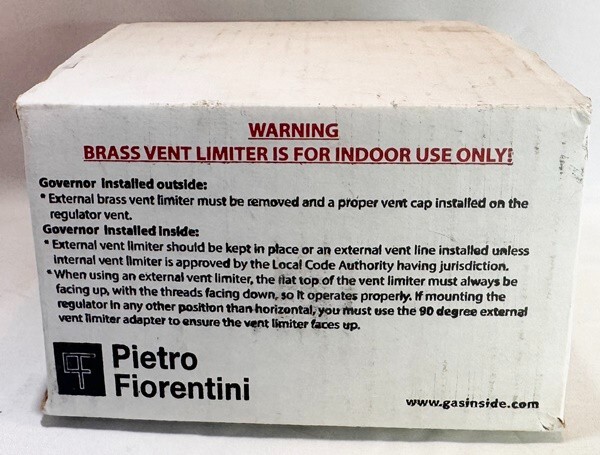 WARNING
BRASS VENT LIMITER IS FOR INDOOR USE ONLY!
Governor Installed outside:
* External brass vent limiter must be removed and a proper vent cap installed on the
regulator vent.
Governor Installed Inside:
* External vent limiter should be kept in place or an external vent line installed unless
internal vent limiter is approved by the Local Code Authority having jurisdiction.
* When using an external vent limiter, the flat top of the vent limiter must always be
facing up, with the threads facing down, so it operates properly. If mounting the
regulator in any other position than horizontal, you must use the 90 degree external
vent limiter adapter to ensure the vent limiter faces up.
Pietro
Fiorentini
www.gasinside.com